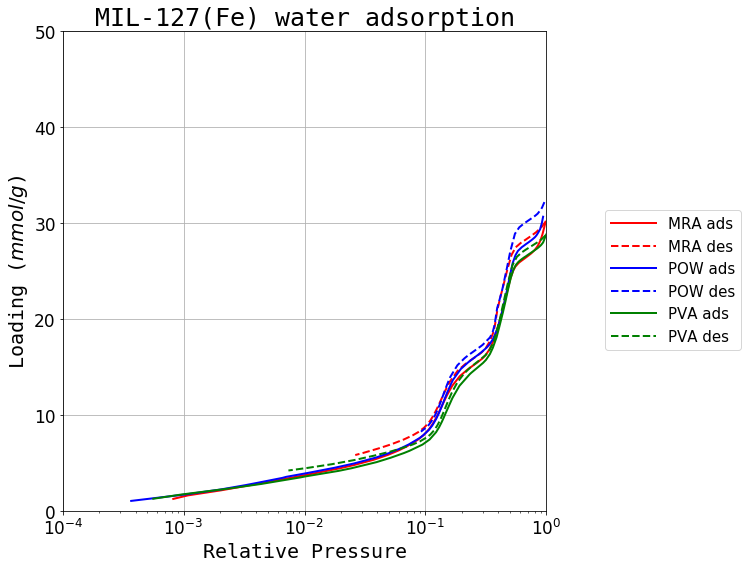 MIL-127(Fe) water adsorption
50
40
30
20
10
0
Loading (mmol/g)
10⁻⁴
10⁻³
10⁻²
10⁻¹
10⁰
Relative Pressure
MRA ads
MRA des
POW ads
POW des
PVA ads
PVA des